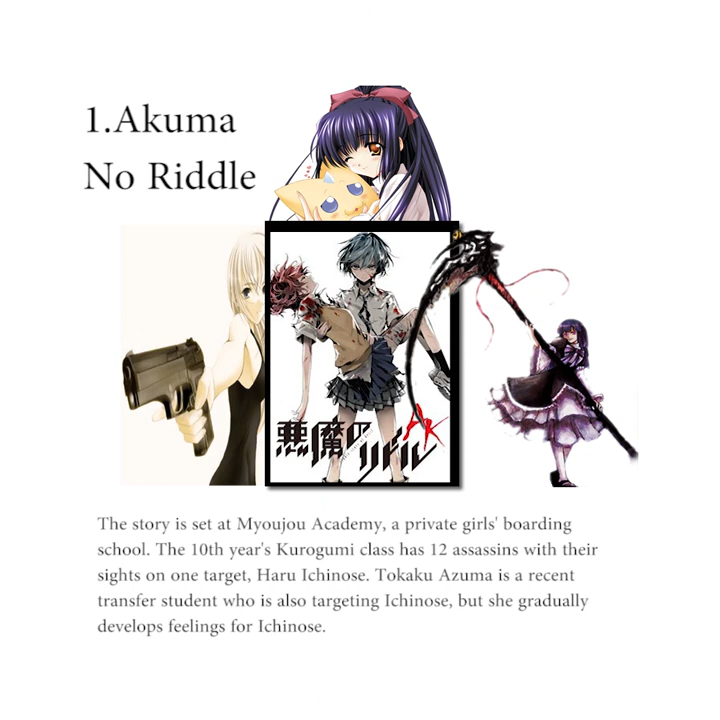 1.Akuma
No Riddle
悪魔のリドル
The story is set at Myoujou Academy, a private girls' boarding
school. The 10th year's Kurogumi class has 12 assassins with their
sights on one target, Haru Ichinose. Tokaku Azuma is a recent
transfer student who is also targeting Ichinose, but she gradually
develops feelings for Ichinose.